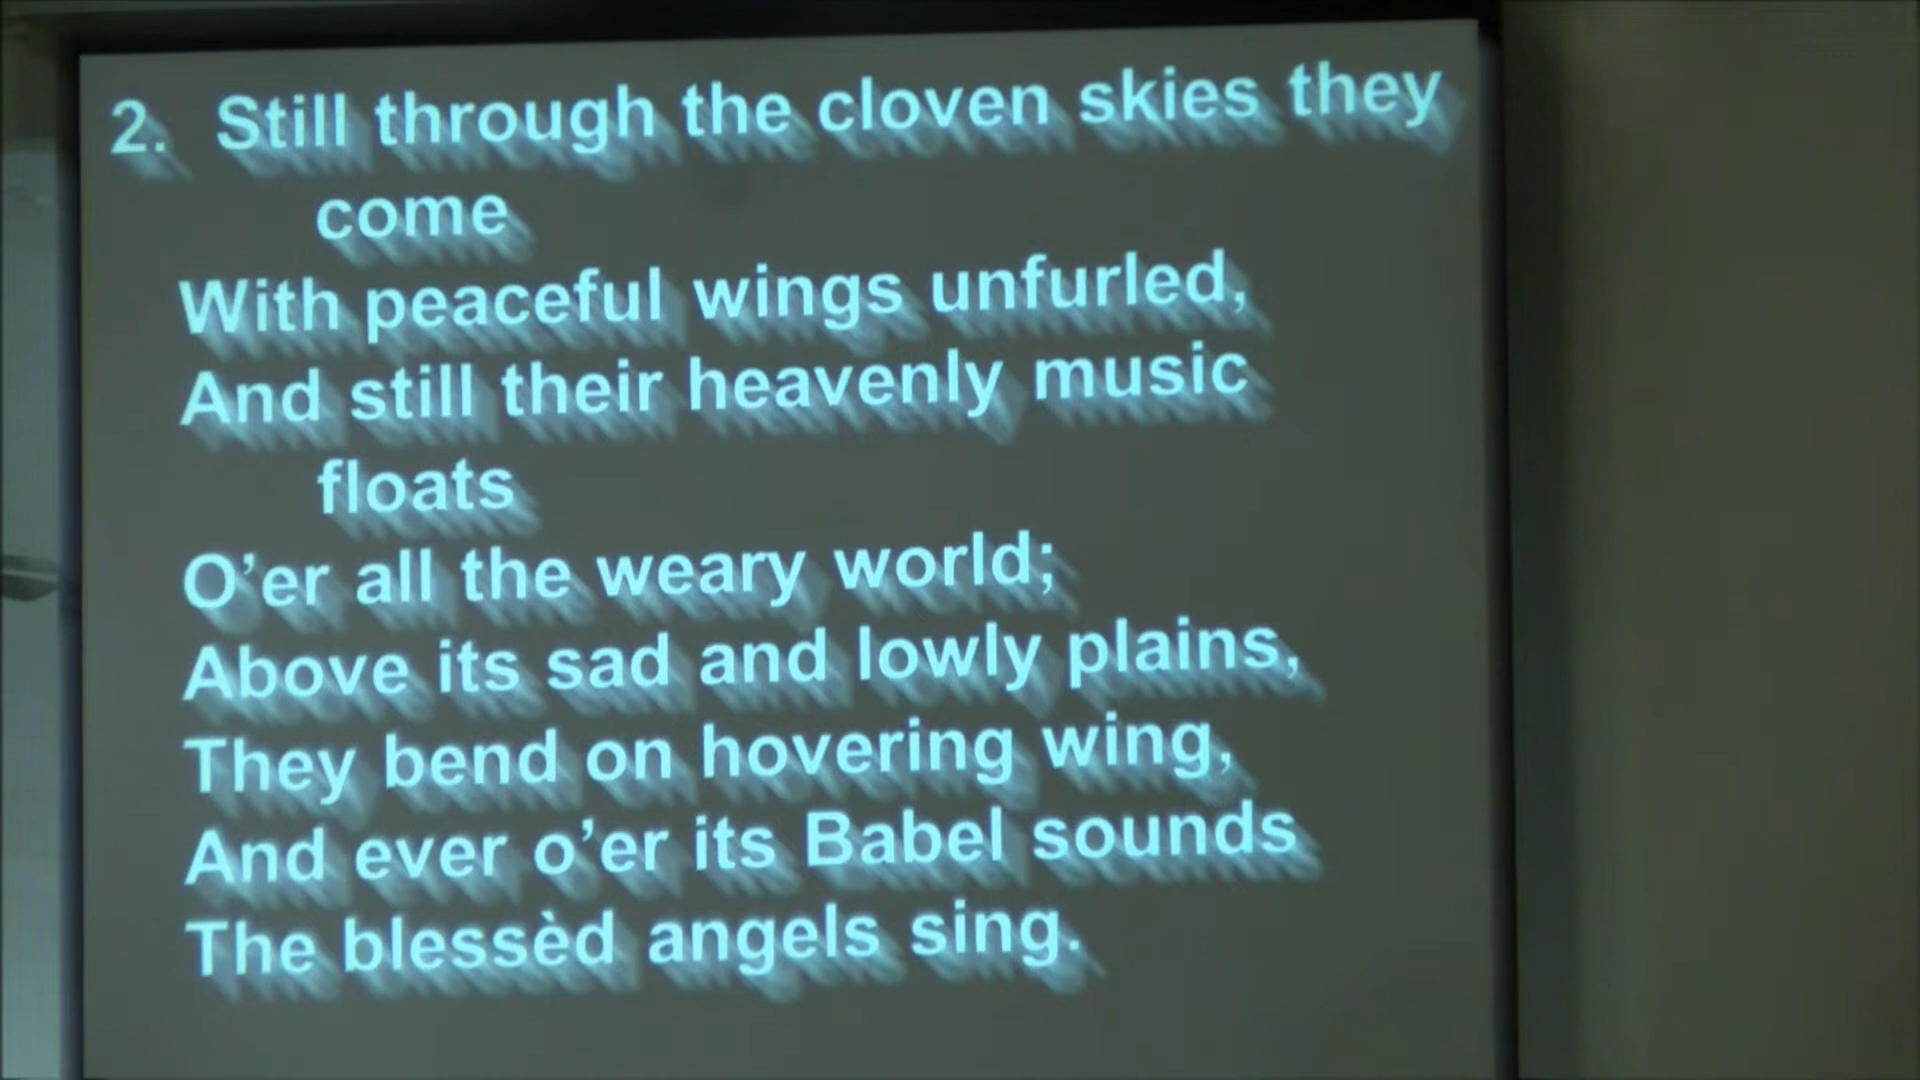 2. Still through the cloven skies they
come
With peaceful wings unfurled,
And still their heavenly music
floats
O’er all the weary world;
Above its sad and lowly plains,
They bend on hovering wing,
And ever o’er its Babel sounds
The blessèd angels sing.